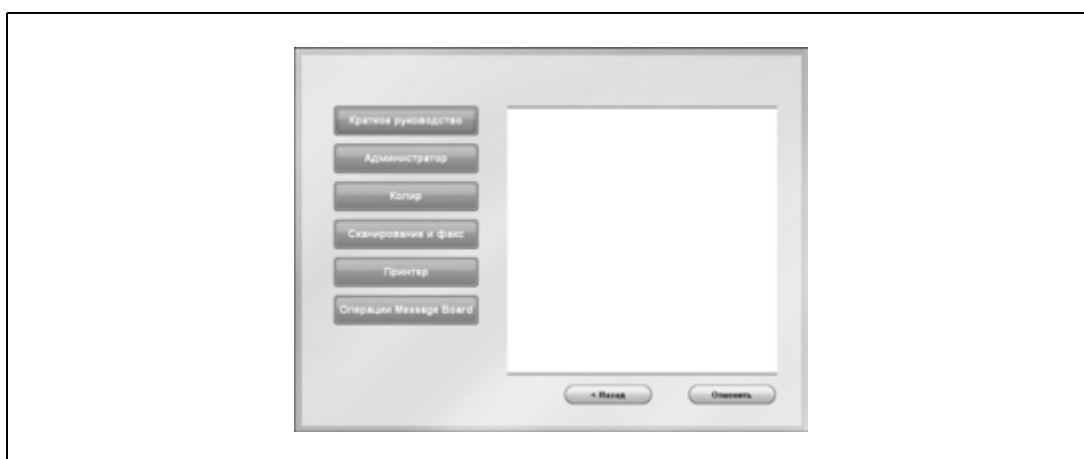 Краткое руководство
Администратор
Копир
Сканирование и факс
Принтер
Операции Message Board
< Назад
Отменить